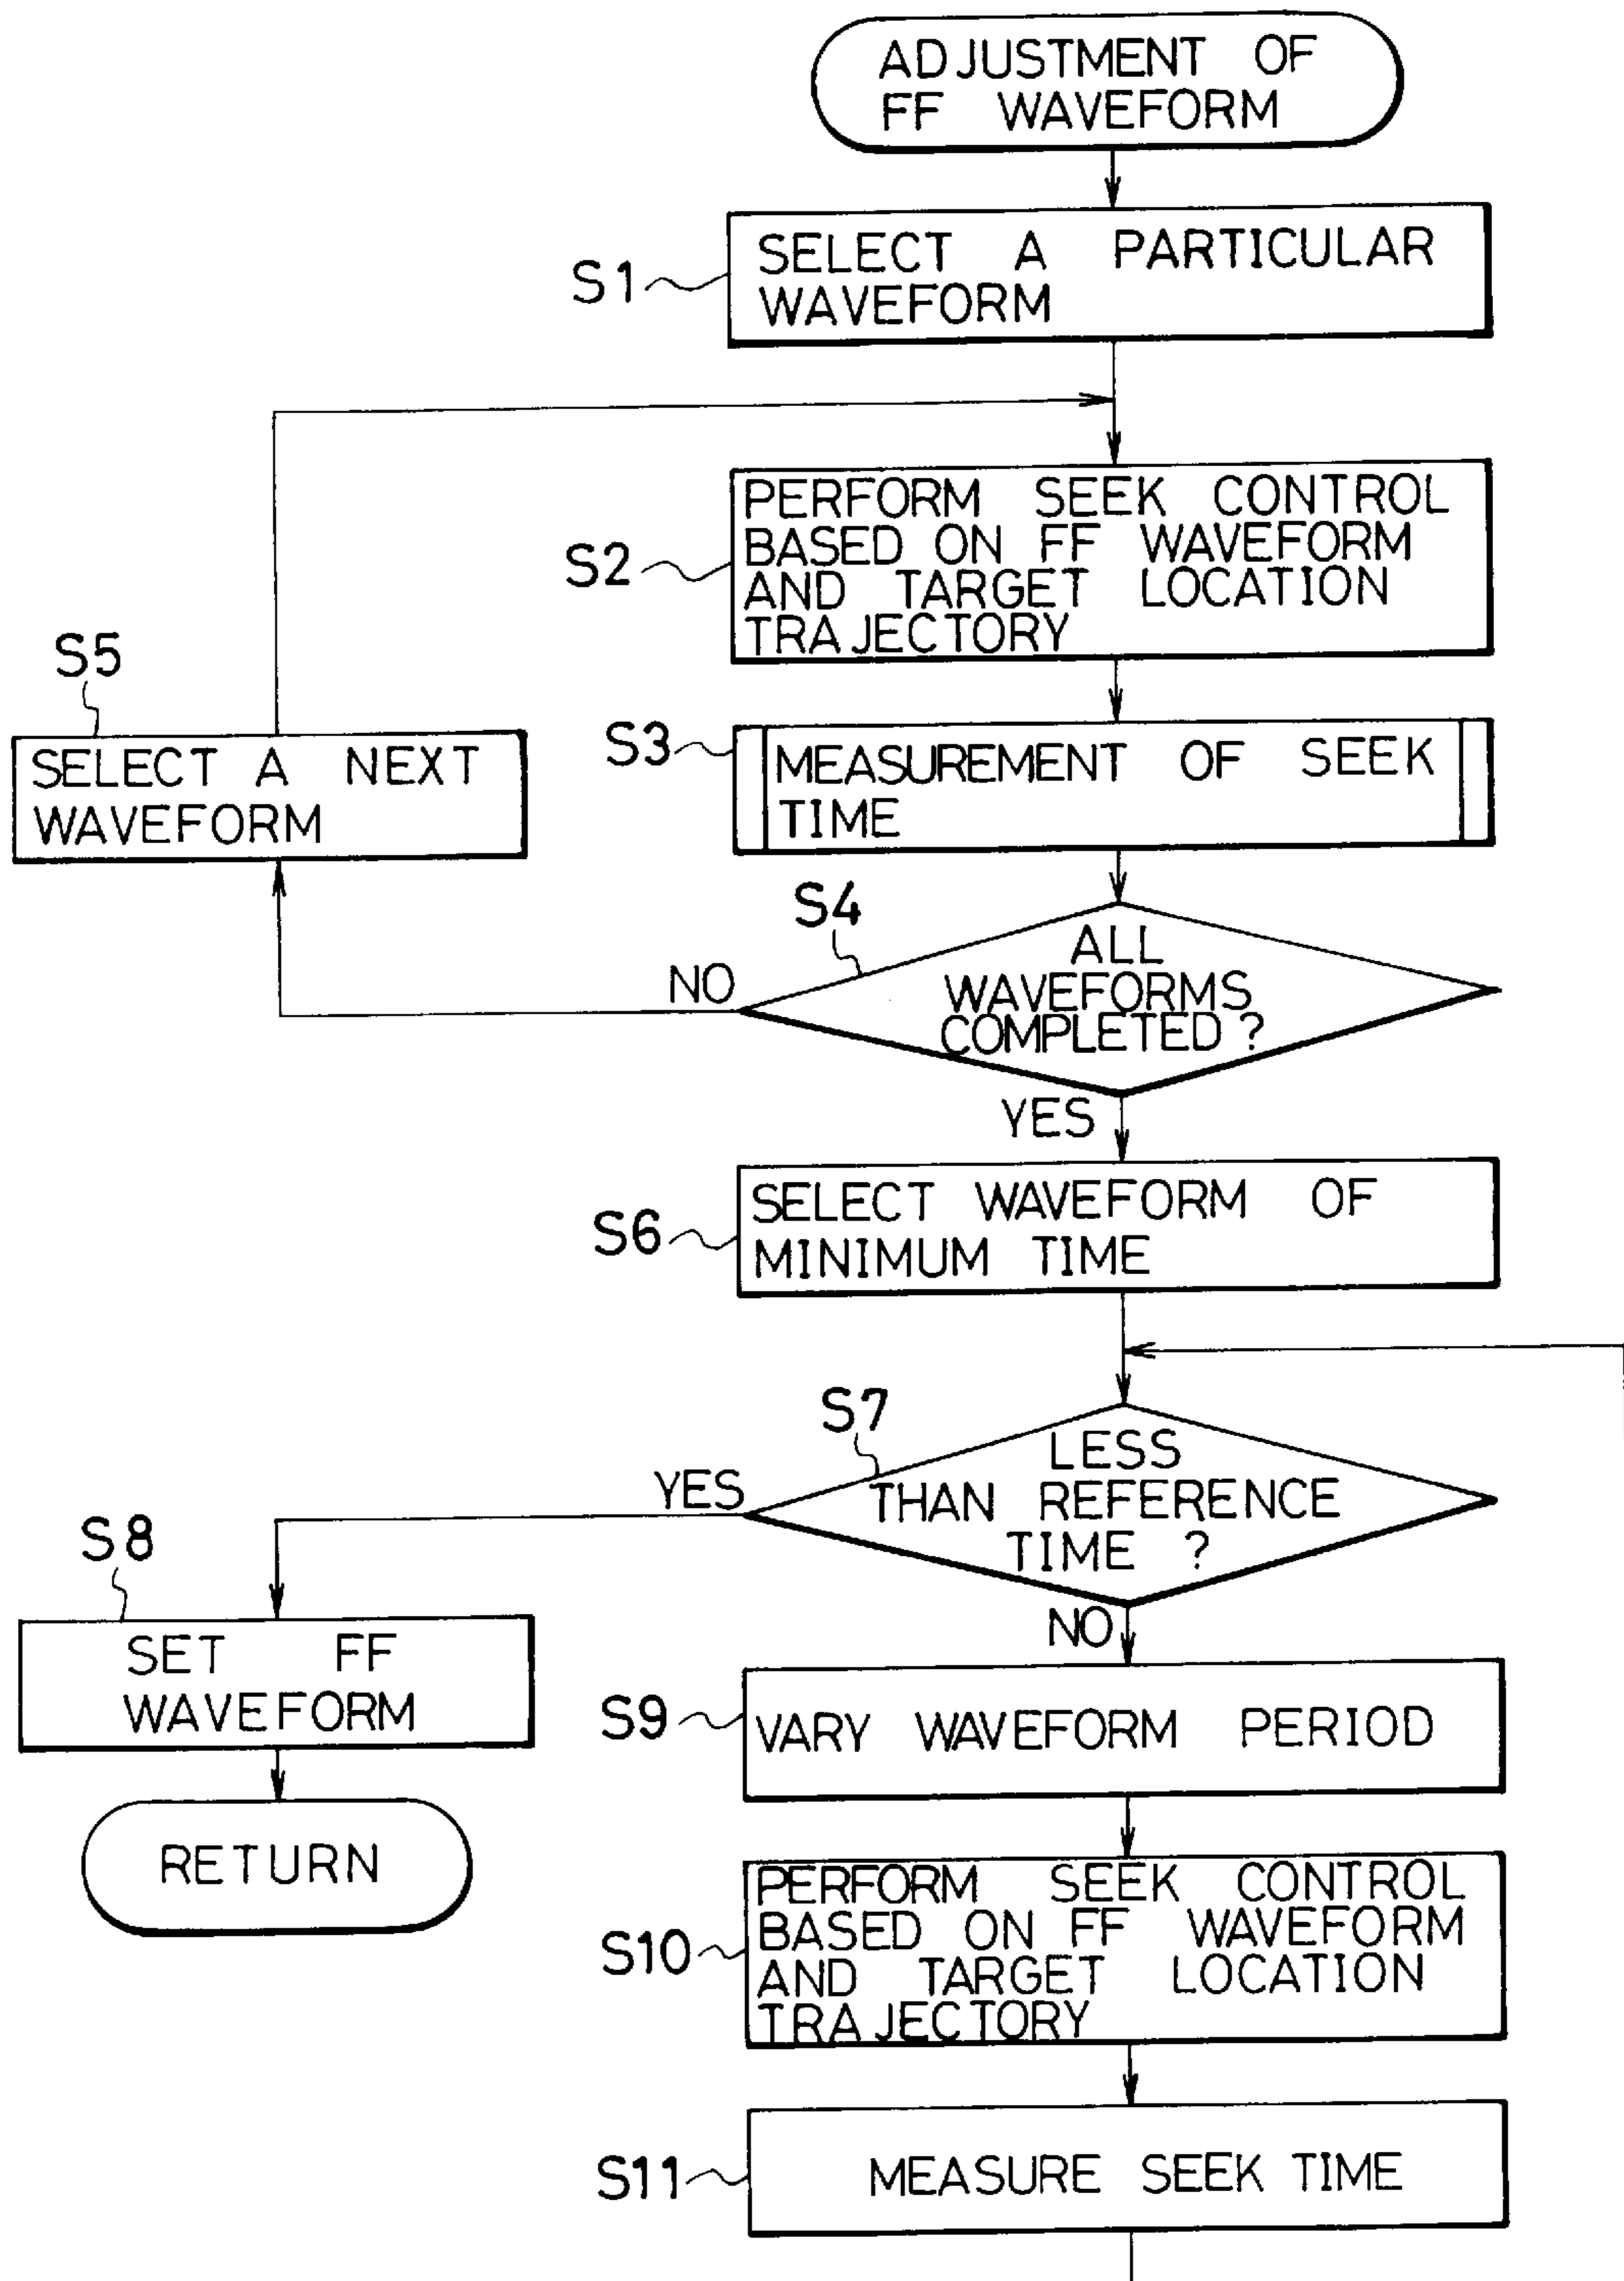 ADJUSTMENT OF
FF WAVEFORM
S1
SELECT A PARTICULAR
WAVEFORM
S2
PERFORM SEEK CONTROL
BASED ON FF WAVEFORM
AND TARGET LOCATION
TRAJECTORY
S5
SELECT A NEXT
WAVEFORM
S3
MEASUREMENT OF SEEK
TIME
S4
ALL
WAVEFORMS
COMPLETED ?
NO
YES
S6
SELECT WAVEFORM OF
MINIMUM TIME
S7
LESS
THAN REFERENCE
TIME ?
YES
NO
S8
SET FF
WAVEFORM
RETURN
S9
VARY WAVEFORM PERIOD
S10
PERFORM SEEK CONTROL
BASED ON FF WAVEFORM
AND TARGET LOCATION
TRAJECTORY
S11
MEASURE SEEK TIME